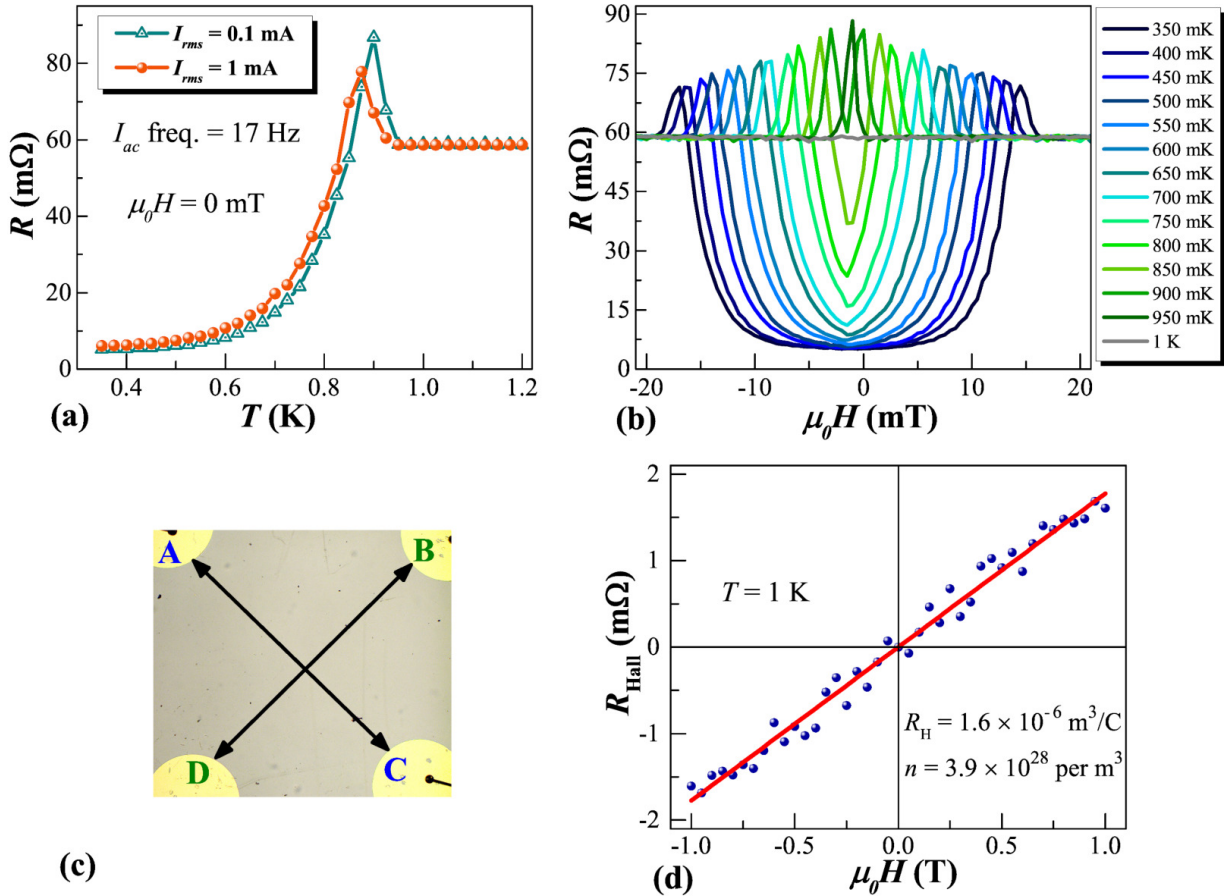 I_rms = 0.1 mA
I_rms = 1 mA
I_ac freq. = 17 Hz
μ₀H = 0 mT
R (mΩ)
80
60
40
20
0
0.4 0.6 0.8 1.0 1.2
T (K)
(a)
R (mΩ)
90
75
60
45
30
15
0
-20 -10 0 10 20
μ₀H (mT)
(b)
350 mK
400 mK
450 mK
500 mK
550 mK
600 mK
650 mK
700 mK
750 mK
800 mK
850 mK
900 mK
950 mK
1 K
A
B
D
C
(c)
R_Hall (mΩ)
2
1
0
-1
-2
T = 1 K
R_H = 1.6 × 10⁻⁶ m³/C
n = 3.9 × 10²⁸ per m³
-1.0 -0.5 0.0 0.5 1.0
μ₀H (T)
(d)